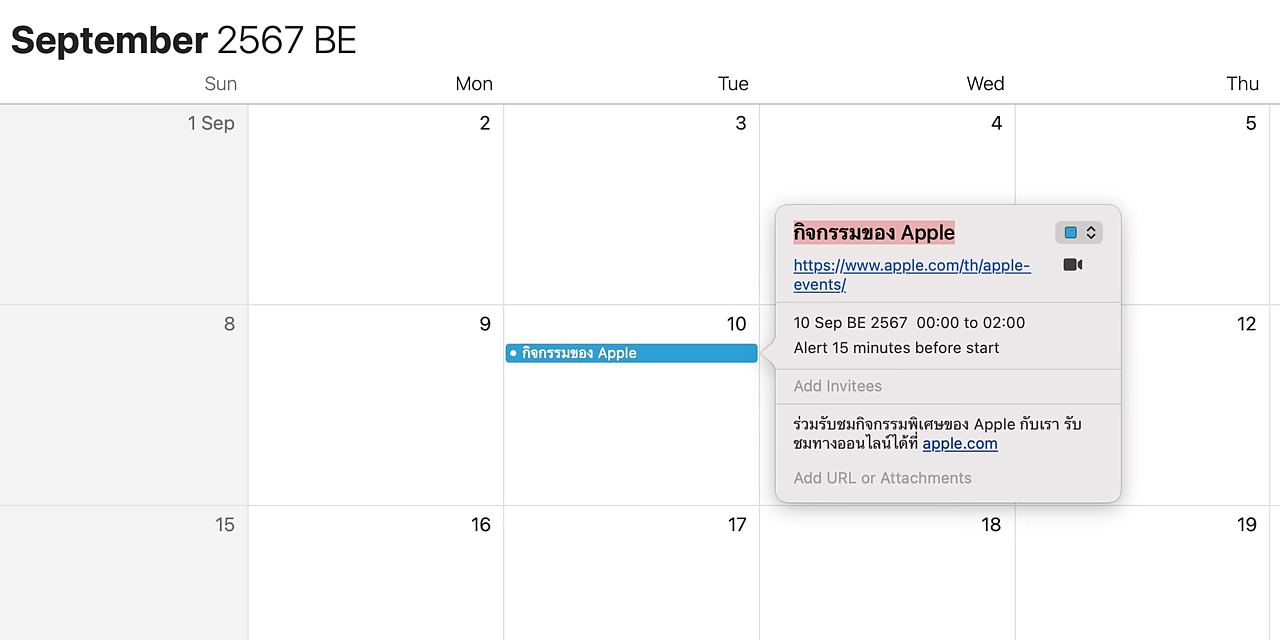 September 2567 BE
Sun Mon Tue Wed Thu
1 Sep 2 3 4 5
กิจกรรมของ Apple
https://www.apple.com/th/apple-
events/
8 9 10 12
10 Sep BE 2567 00:00 to 02:00
Alert 15 minutes before start
กิจกรรมของ Apple
Add Invitees
ร่วมรับชมกิจกรรมพิเศษของ Apple กับเรา รับ
ชมทางออนไลน์ได้ที่ apple.com
Add URL or Attachments
15 16 17 18 19